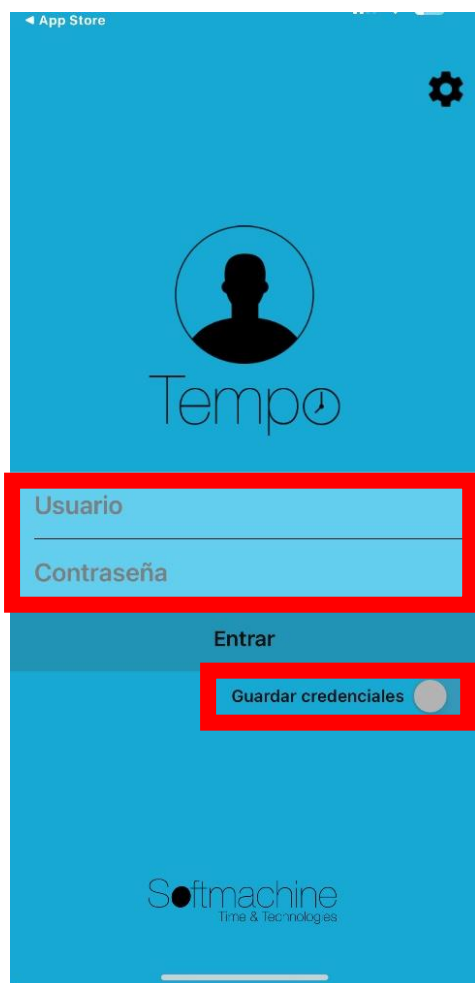 ◀ App Store
Tempo
Usuario
Contraseña
Entrar
Guardar credenciales
Softmachine
Time & Technologies